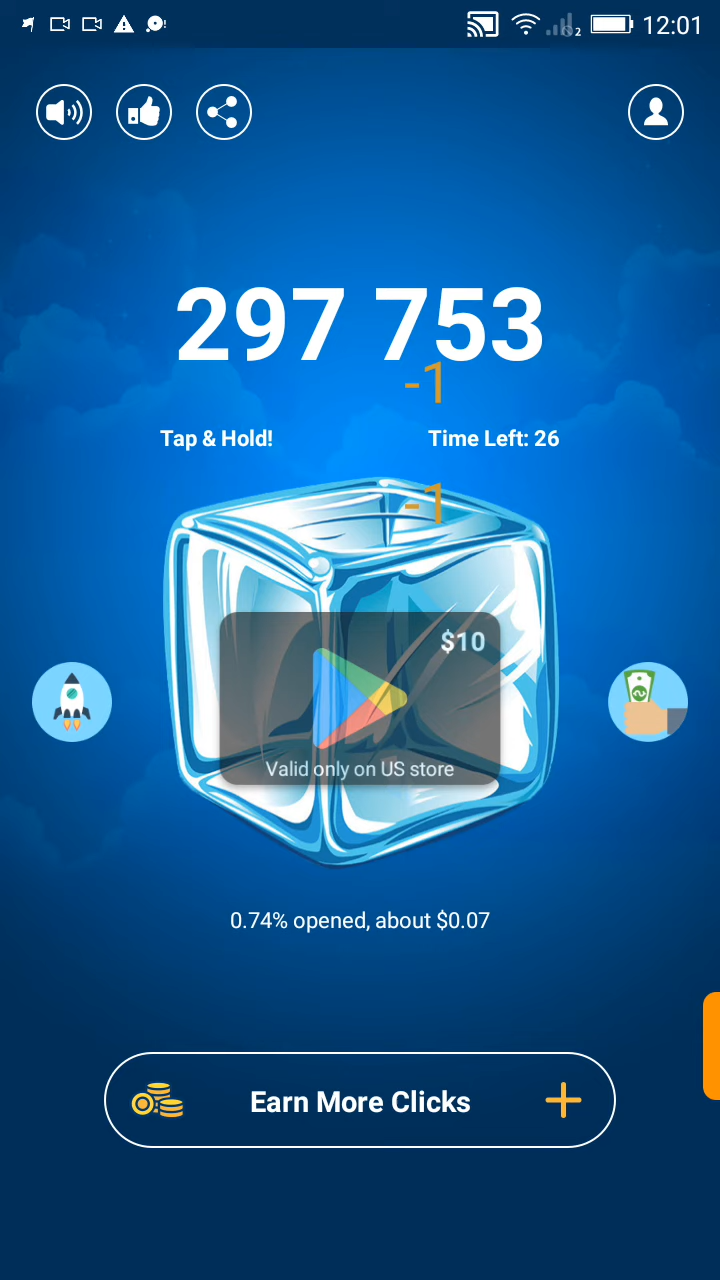 12:01
297 753
-1
Tap & Hold!
Time Left: 26
-1
$10
Valid only on US store
0.74% opened, about $0.07
Earn More Clicks